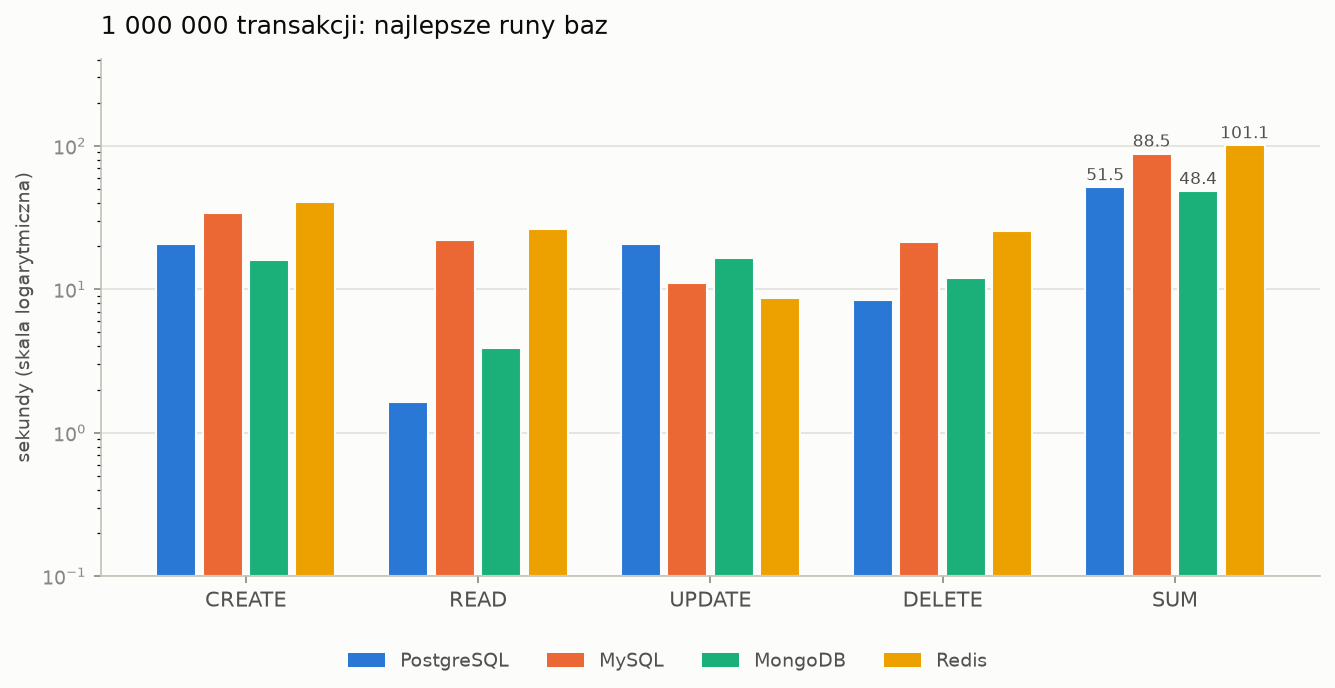 1 000 000 transakcji: najlepsze runy baz
sekundy (skala logarytmiczna)
10²
10¹
10⁰
10⁻¹
51.5
88.5
48.4
101.1
CREATE
READ
UPDATE
DELETE
SUM
PostgreSQL
MySQL
MongoDB
Redis